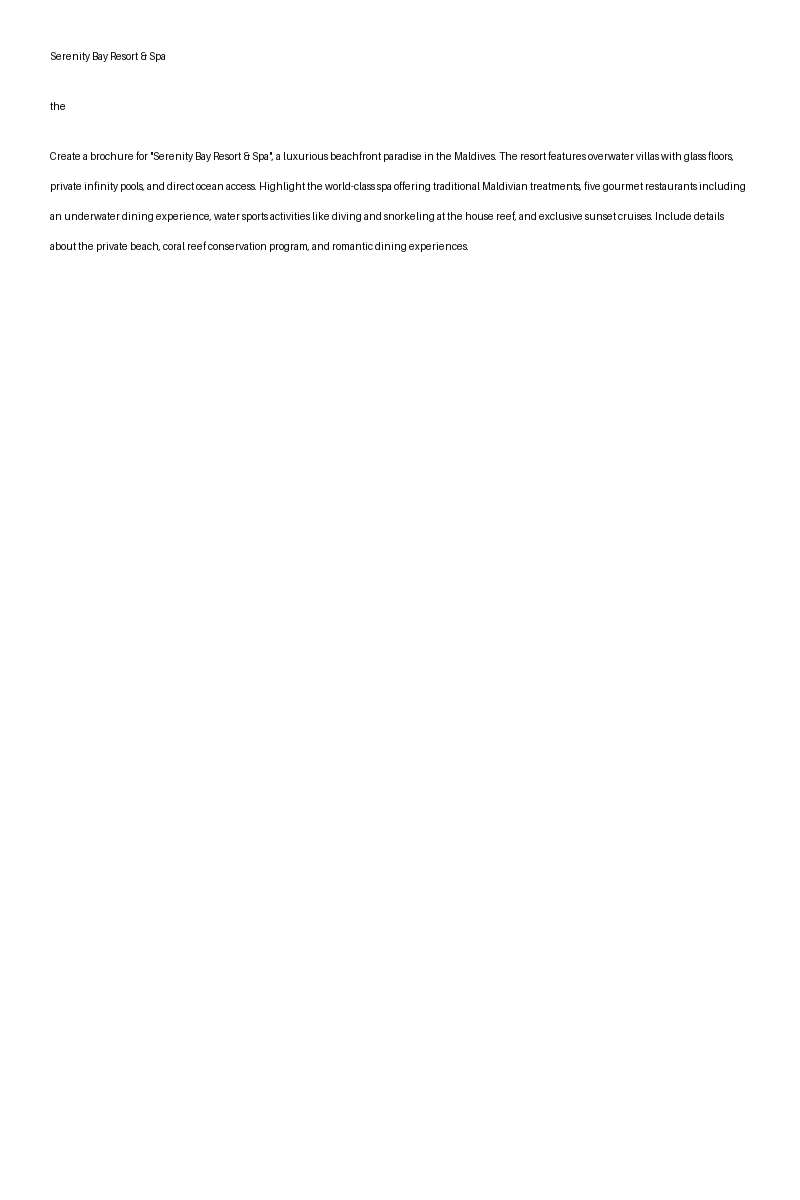 Serenity Bay Resort & Spa
the
Create a brochure for "Serenity Bay Resort & Spa", a luxurious beachfront paradise in the Maldives. The resort features overwater villas with glass floors,
private infinity pools, and direct ocean access. Highlight the world-class spa offering traditional Maldivian treatments, five gourmet restaurants including
an underwater dining experience, water sports activities like diving and snorkeling at the house reef, and exclusive sunset cruises. Include details
about the private beach, coral reef conservation program, and romantic dining experiences.